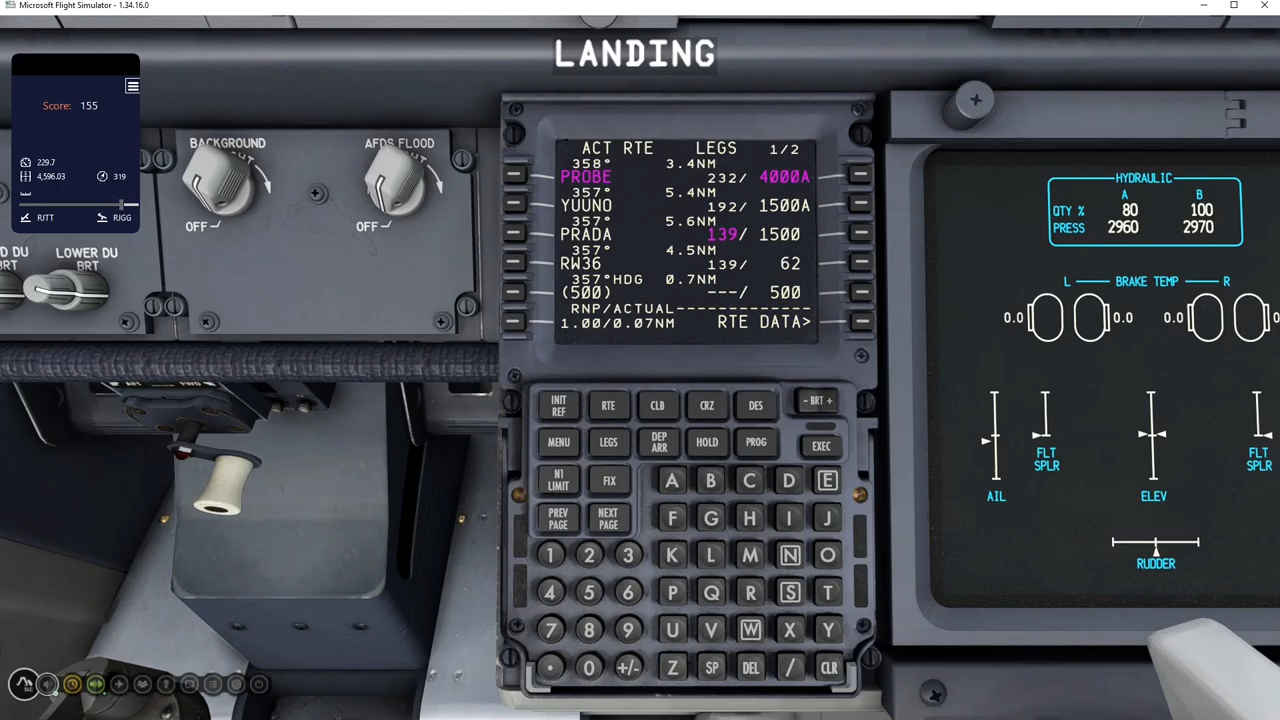 Microsoft Flight Simulator - 1.34.16.0
LANDING
Score: 155
229.7
4,596.03 319
RJTT RJGG
BACKGROUND
OFF
AFDS FLOOD
OFF
D DU
BRT
LOWER DU
BRT
ACT RTE LEGS 1/2
358° 3.4NM
PROBE 232/ 4000A
357° 5.4NM
YUUNO 192/ 1500A
357° 5.6NM
PRADA 139/ 1500
357° 4.5NM
RW36 139/ 62
357°HDG 0.7NM
(500) ---/ 500
RNP/ACTUAL--------------
1.00/0.07NM RTE DATA>
INIT REF RTE CLB CRZ DES - BRT +
MENU LEGS DEP ARR HOLD PROG EXEC
N1 LIMIT FIX A B C D E
PREV PAGE NEXT PAGE F G H I J
1 2 3 K L M N O
4 5 6 P Q R S T
7 8 9 U V W X Y
. 0 +/- Z SP DEL / CLR
HYDRAULIC
A B
QTY % 80 100
PRESS 2960 2970
L BRAKE TEMP R
0.0 0.0 0.0
FLT SPLR
FLT SPLR
AIL
ELEV
RUDDER